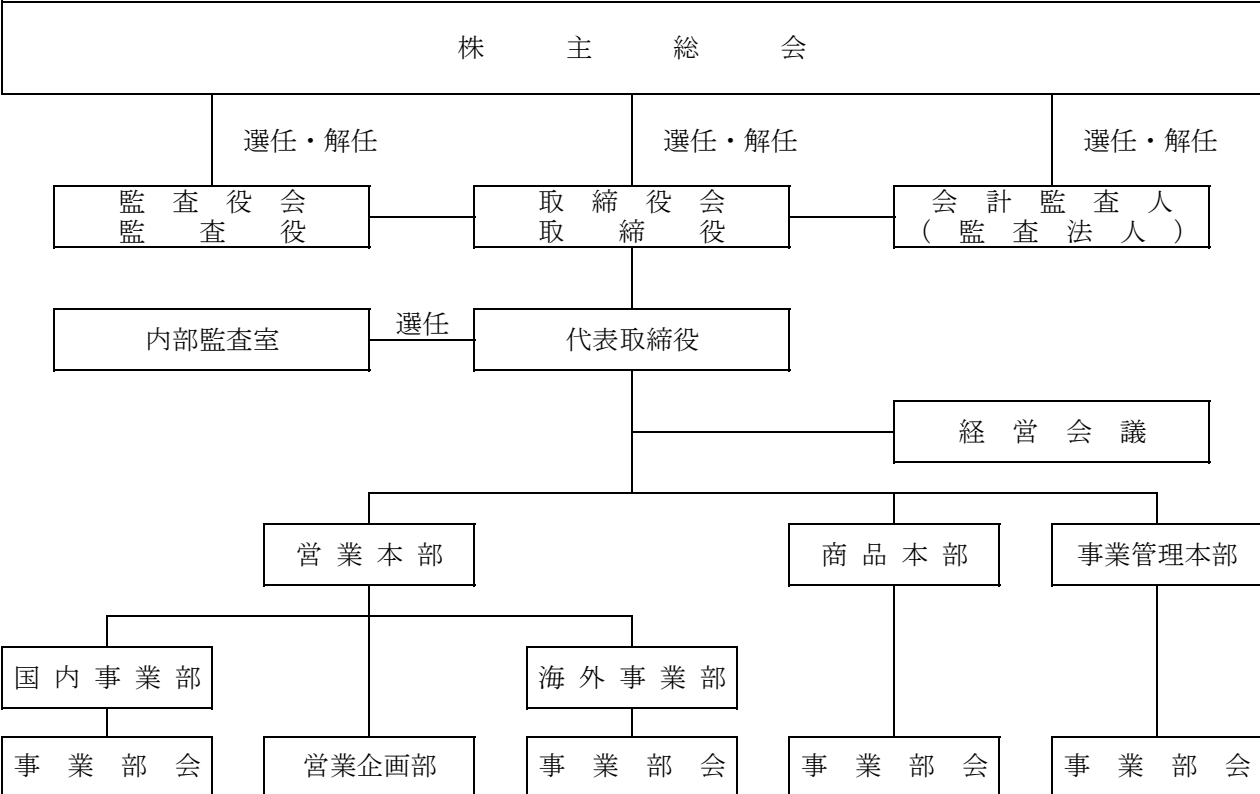 株主総会
選任・解任
選任・解任
選任・解任
監査役会
監査役
取締役会
取締役
会計監査人
(監査法人)
内部監査室
選任
代表取締役
経営会議
営業本部
商品本部
事業管理本部
国内事業部
海外事業部
事業部会
営業企画部
事業部会
事業部会
事業部会